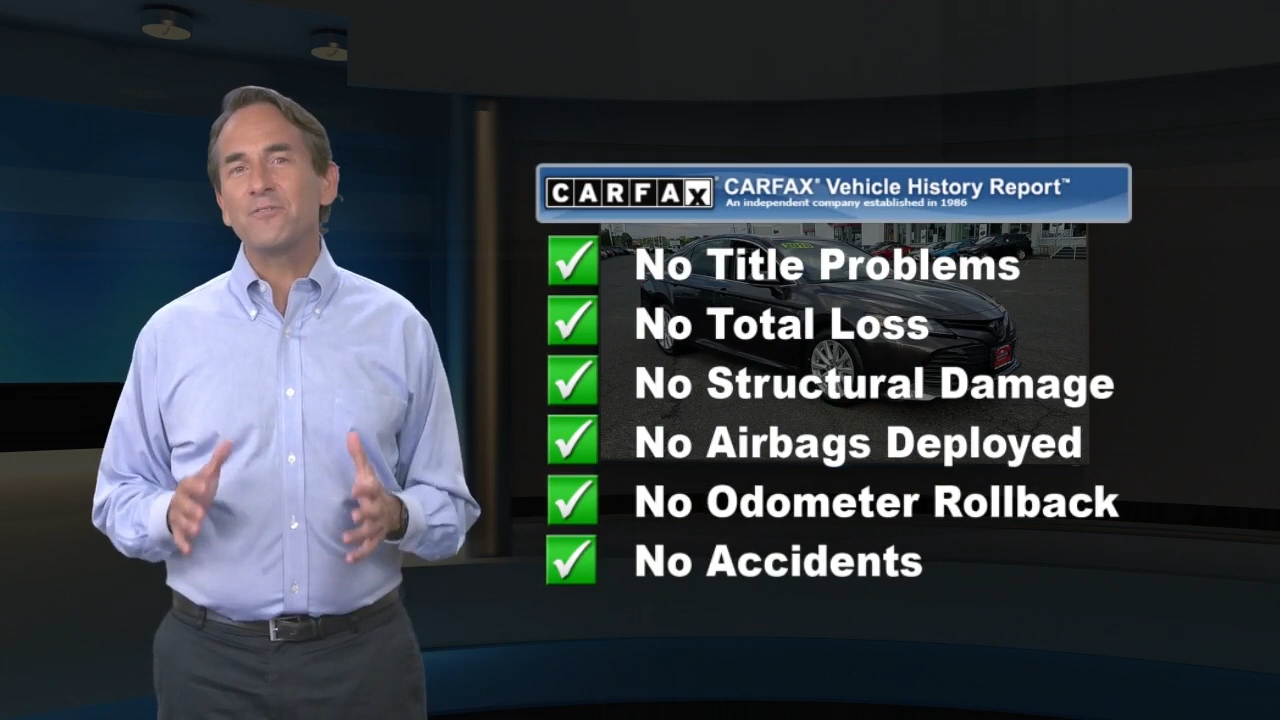 CARFAX
CARFAX® Vehicle History Report™
An independent company established in 1986
No Title Problems
No Total Loss
No Structural Damage
No Airbags Deployed
No Odometer Rollback
No Accidents